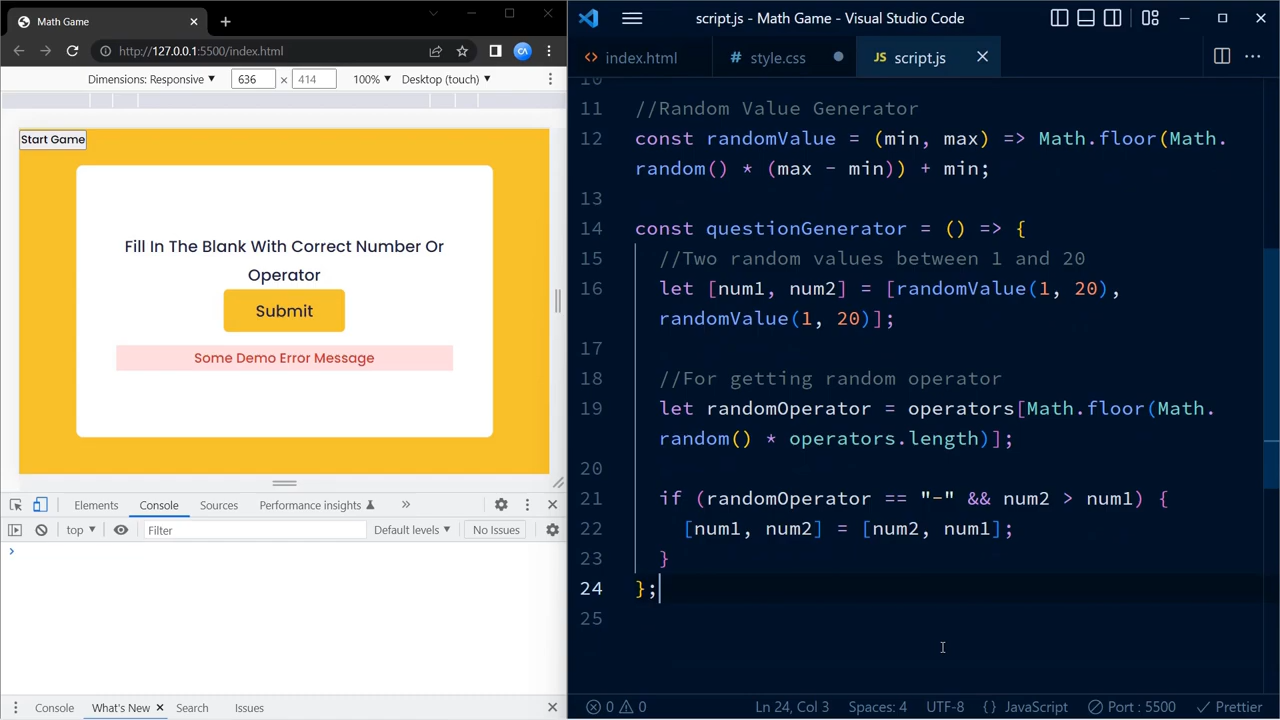 Math Game
http://127.0.0.1:5500/index.html
Dimensions: Responsive 636 × 414 100% Desktop (touch)
Start Game
Fill In The Blank With Correct Number Or
Operator
Submit
Some Demo Error Message
Elements Console Sources Performance insights
top Filter Default levels No Issues
Console What's New Search Issues
script.js - Math Game - Visual Studio Code
index.html style.css JS script.js
10
11 //Random Value Generator
12 const randomValue = (min, max) => Math.floor(Math.
random() * (max - min)) + min;
13
14 const questionGenerator = () => {
15 //Two random values between 1 and 20
16 let [num1, num2] = [randomValue(1, 20),
randomValue(1, 20)];
17
18 //For getting random operator
19 let randomOperator = operators[Math.floor(Math.
random() * operators.length)];
20
21 if (randomOperator == "-" && num2 > num1) {
22 [num1, num2] = [num2, num1];
23 }
24 };
25
0 0 Ln 24, Col 3 Spaces: 4 UTF-8 {} JavaScript Port : 5500 Prettier